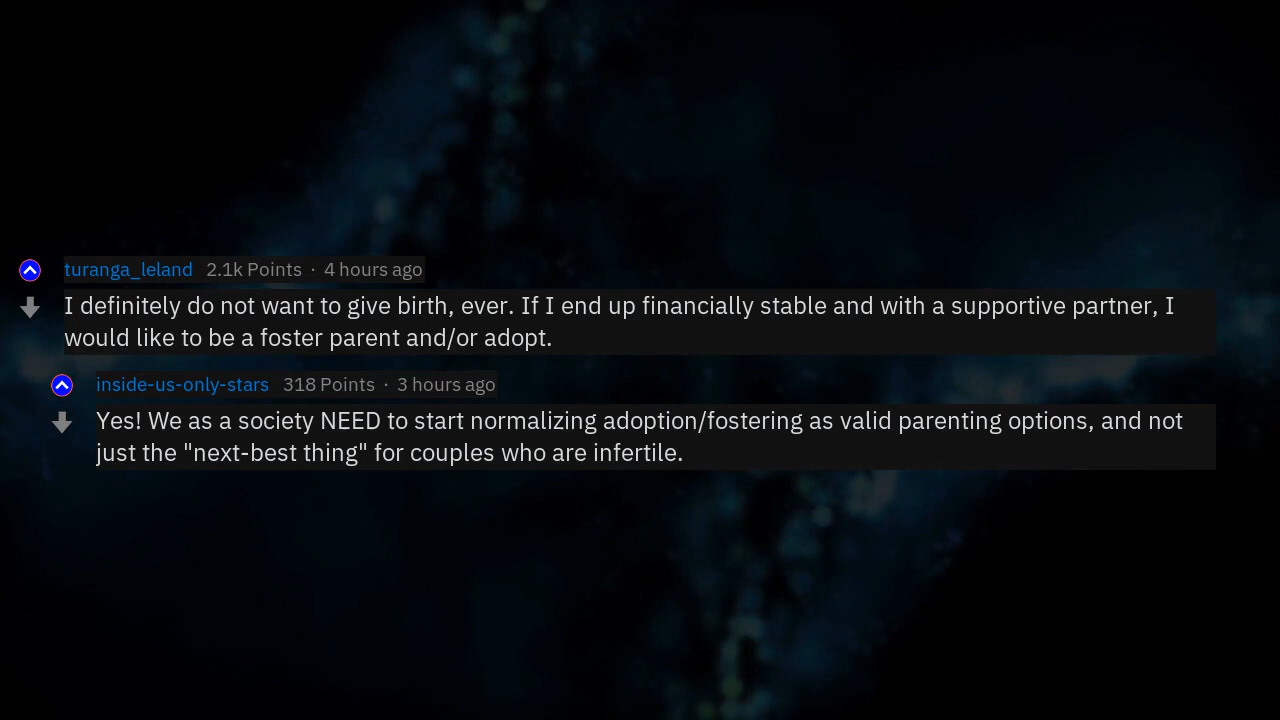 turanga_leland 2.1k Points · 4 hours ago
I definitely do not want to give birth, ever. If I end up financially stable and with a supportive partner, I
would like to be a foster parent and/or adopt.
inside-us-only-stars 318 Points · 3 hours ago
Yes! We as a society NEED to start normalizing adoption/fostering as valid parenting options, and not
just the "next-best thing" for couples who are infertile.